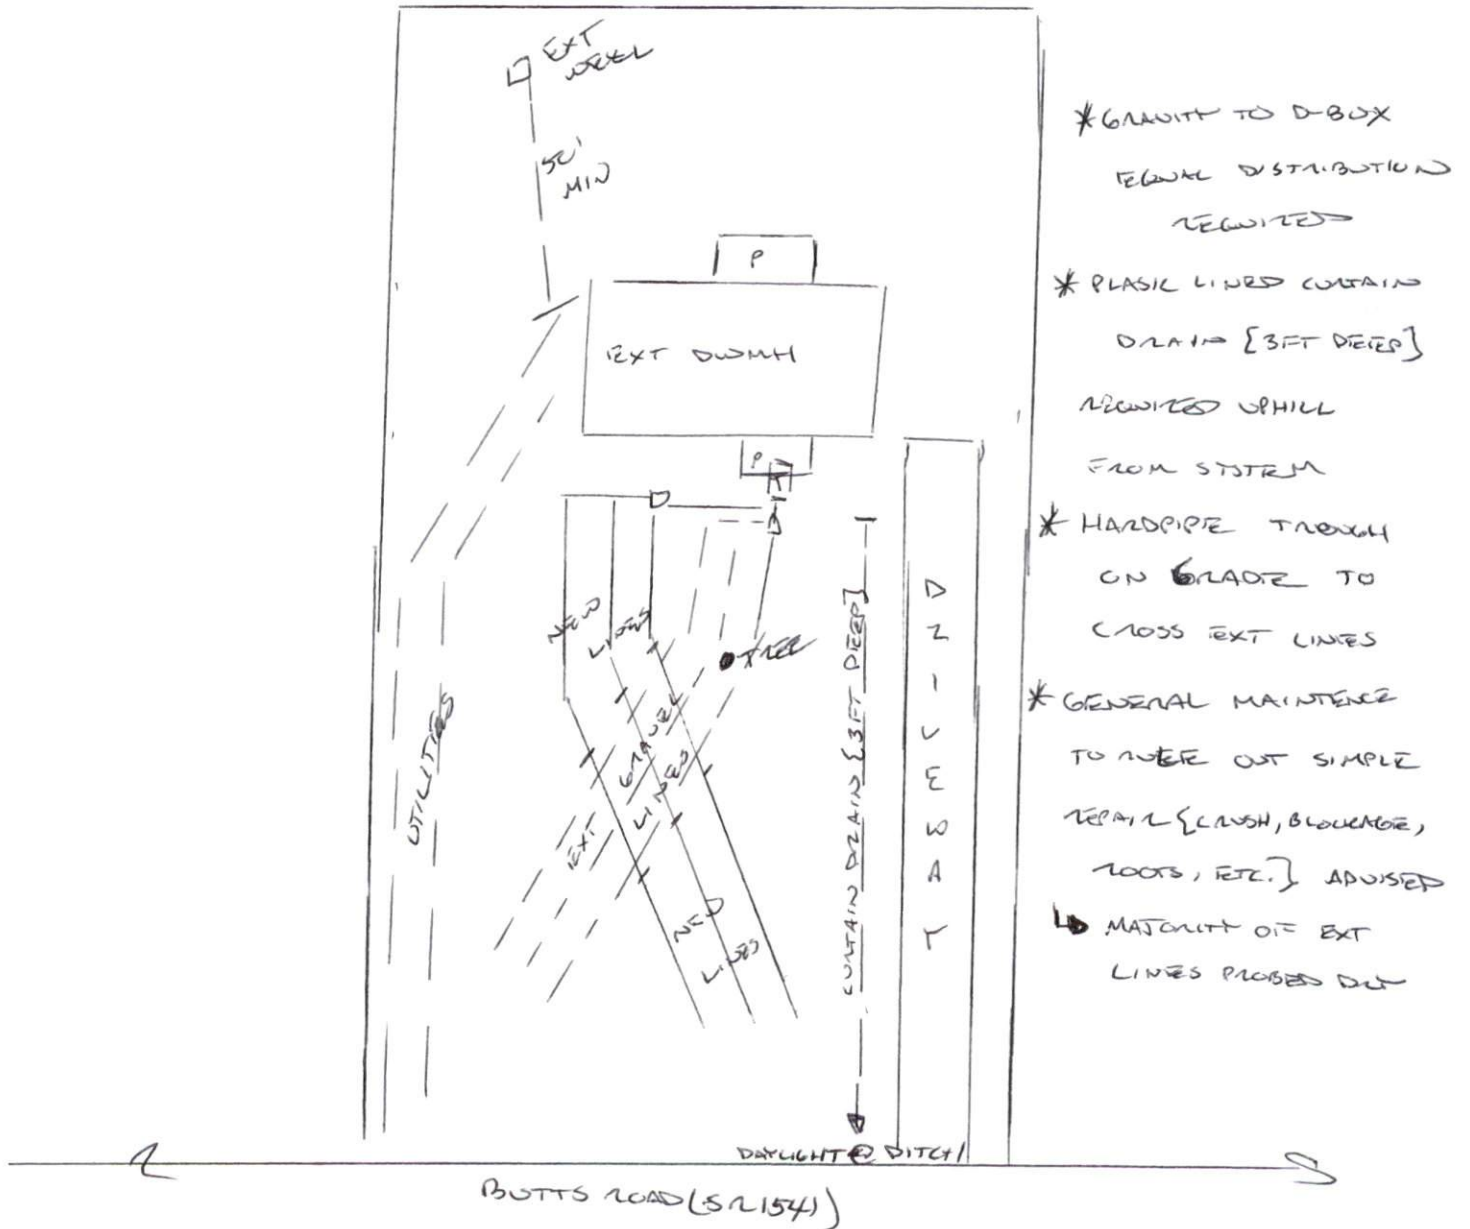 EXT
WELL
50'
MIN
P
EXT DWMH
P
T
D
D
NEW
LINES
TREE
UTILITIES
EXT
GRAVEL
LINES
NEW
LINES
CURTAIN DRAIN {3FT DEEP}
DRIVEWAY
DAYLIGHT @ DITCH
BUTTS ROAD (SR 1541)
* GRAVITY TO D-BOX
EQUAL DISTRIBUTION
REQUIRED
* PLASIC LINED CURTAIN
DRAIN {3FT DEEP}
REQUIRED UPHILL
FROM SYSTEM
* HARDPIPE TROUGH
ON GRADE TO
CROSS EXT LINES
* GENERAL MAINTENCE
TO RULE OUT SIMPLE
REPAIR {CRUSH, BLOCKAGE,
ROOTS, ETC.} ADVISED
MAJORITY OF EXT
LINES PROBED DRY